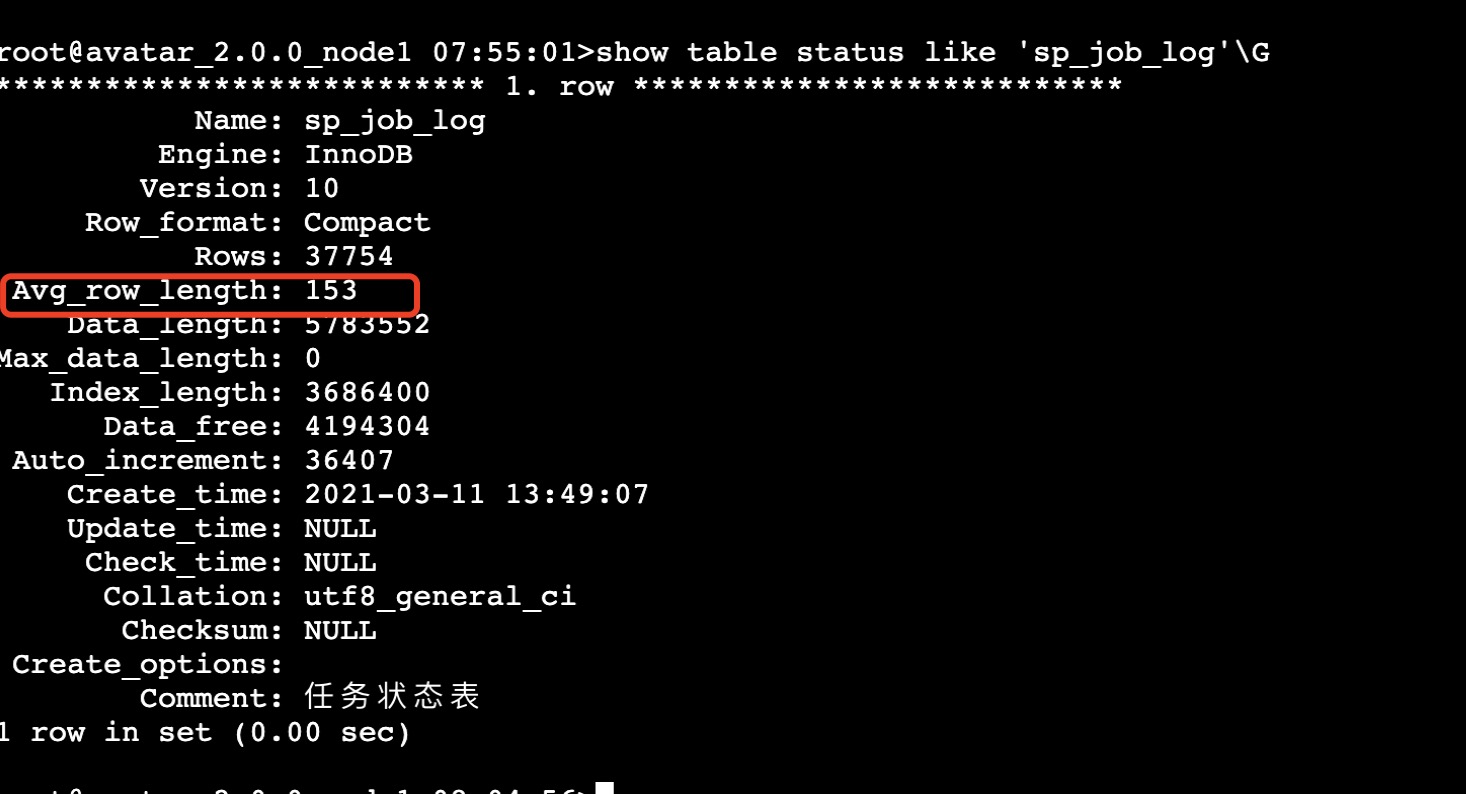 root@avatar_2.0.0_node1 07:55:01>show table status like 'sp_job_log'\G
*************************** 1. row ***************************
Name: sp_job_log
Engine: InnoDB
Version: 10
Row_format: Compact
Rows: 37754
Avg_row_length: 153
Data_length: 5783552
Max_data_length: 0
Index_length: 3686400
Data_free: 4194304
Auto_increment: 36407
Create_time: 2021-03-11 13:49:07
Update_time: NULL
Check_time: NULL
Collation: utf8_general_ci
Checksum: NULL
Create_options:
Comment: 任务状态表
1 row in set (0.00 sec)